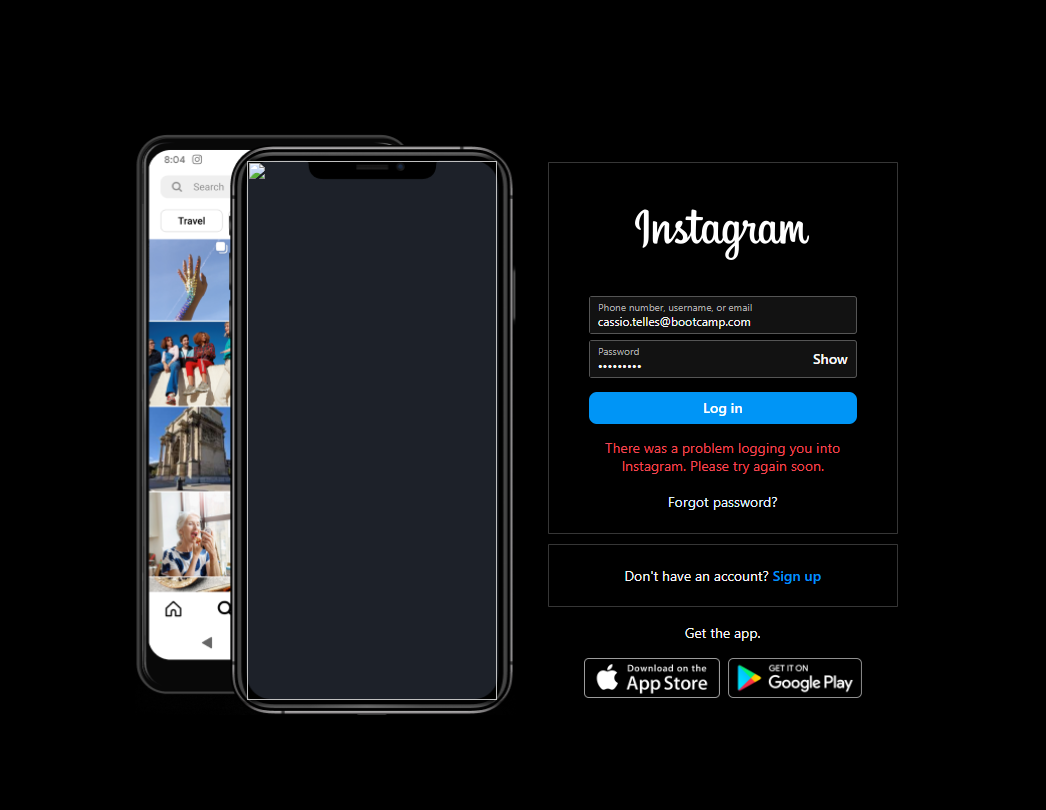 8:04
Search
Travel
Instagram
Phone number, username, or email
cassio.telles@bootcamp.com
Password
•••••••••
Show
Log in
There was a problem logging you into
Instagram. Please try again soon.
Forgot password?
Don't have an account? Sign up
Get the app.
Download on the
App Store
GET IT ON
Google Play